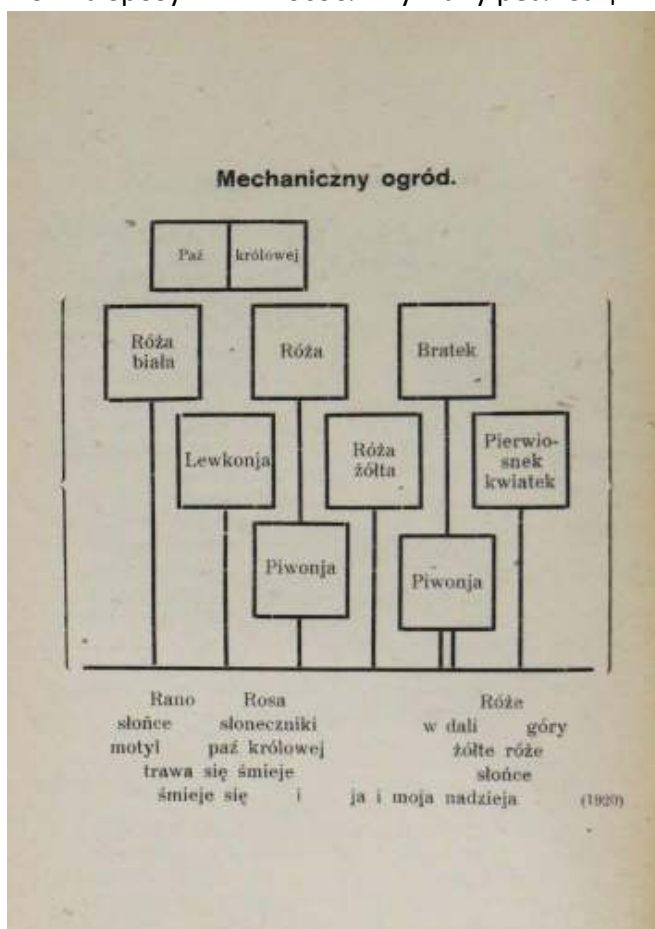 Mechaniczny ogród.
Paź królowej
Róża
biała
Róża
Bratek
Lewkonja
Róża
żółta
Pierwio-
snek
kwiatek
Piwonja
Piwonja
Rano Rosa Róże
słońce słoneczniki w dali góry
motyl paź królowej żółte róże
trawa się śmieje słońce
śmieje się i ja i moja nadzieja (1920)